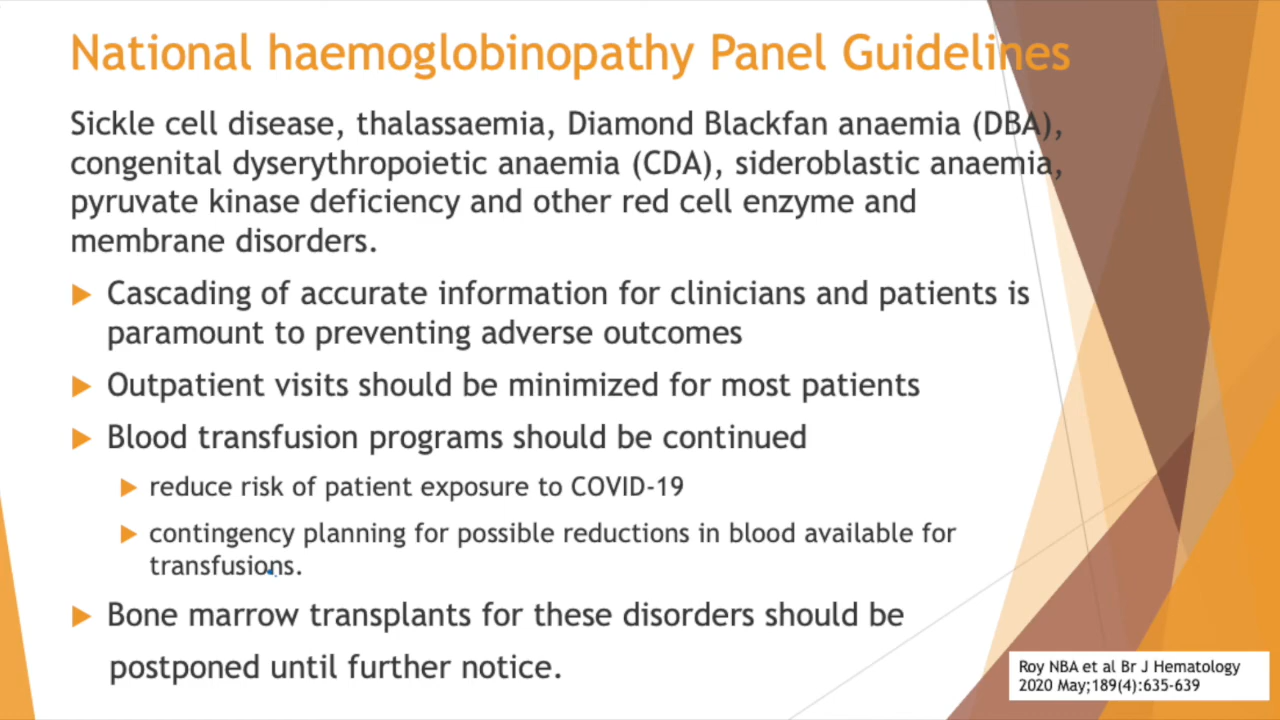 National haemoglobinopathy Panel Guidelines
Sickle cell disease, thalassaemia, Diamond Blackfan anaemia (DBA),
congenital dyserythropoietic anaemia (CDA), sideroblastic anaemia,
pyruvate kinase deficiency and other red cell enzyme and
membrane disorders.
Cascading of accurate information for clinicians and patients is
paramount to preventing adverse outcomes
Outpatient visits should be minimized for most patients
Blood transfusion programs should be continued
reduce risk of patient exposure to COVID-19
contingency planning for possible reductions in blood available for
transfusions.
Bone marrow transplants for these disorders should be
postponed until further notice.
Roy NBA et al Br J Hematology
2020 May;189(4):635-639